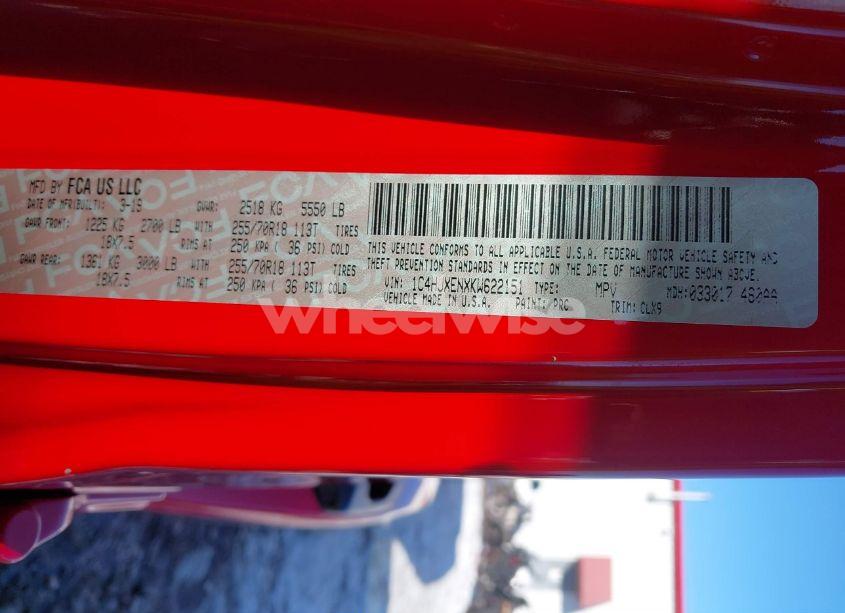 MFD BY FCA US LLC
DATE OF MFR(BUILT): 3-19 GVWR: 2518 KG 5550 LB
GAWR FRONT: 1225 KG 2700 LB WITH 255/70R18 113T TIRES
18X7.5 RIMS AT 250 KPA ( 36 PSI) COLD
GAWR REAR: 1361 KG 3000 LB WITH 255/70R18 113T TIRES
18X7.5 RIMS AT 250 KPA ( 36 PSI) COLD
THIS VEHICLE CONFORMS TO ALL APPLICABLE U.S.A. FEDERAL MOTOR VEHICLE SAFETY AND
THEFT PREVENTION STANDARDS IN EFFECT ON THE DATE OF MANUFACTURE SHOWN ABOVE.
VIN: 1C4HJXENXKW622151 TYPE: MPV MDH:033017
VEHICLE MADE IN U.S.A. PAINT: PRC TRIM: CLX9
wheelwise